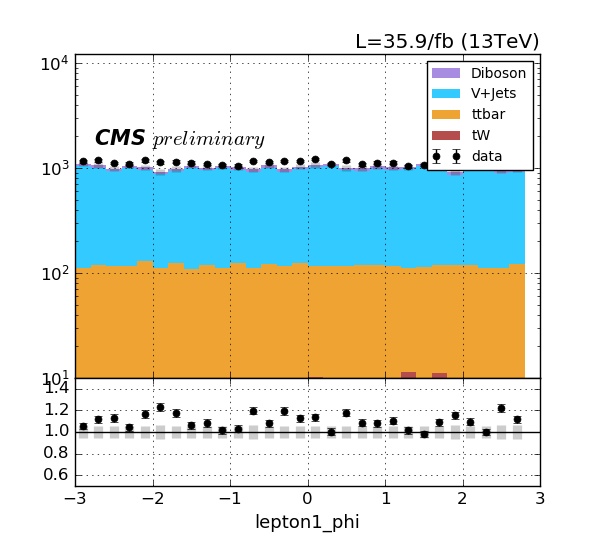 L=35.9/fb (13TeV)
10^4
Diboson
V+Jets
ttbar
tW
data
CMS preliminary
10^3
10^2
10^1
1.4
1.2
1.0
0.8
0.6
−3 −2 −1 0 1 2 3
lepton1_phi